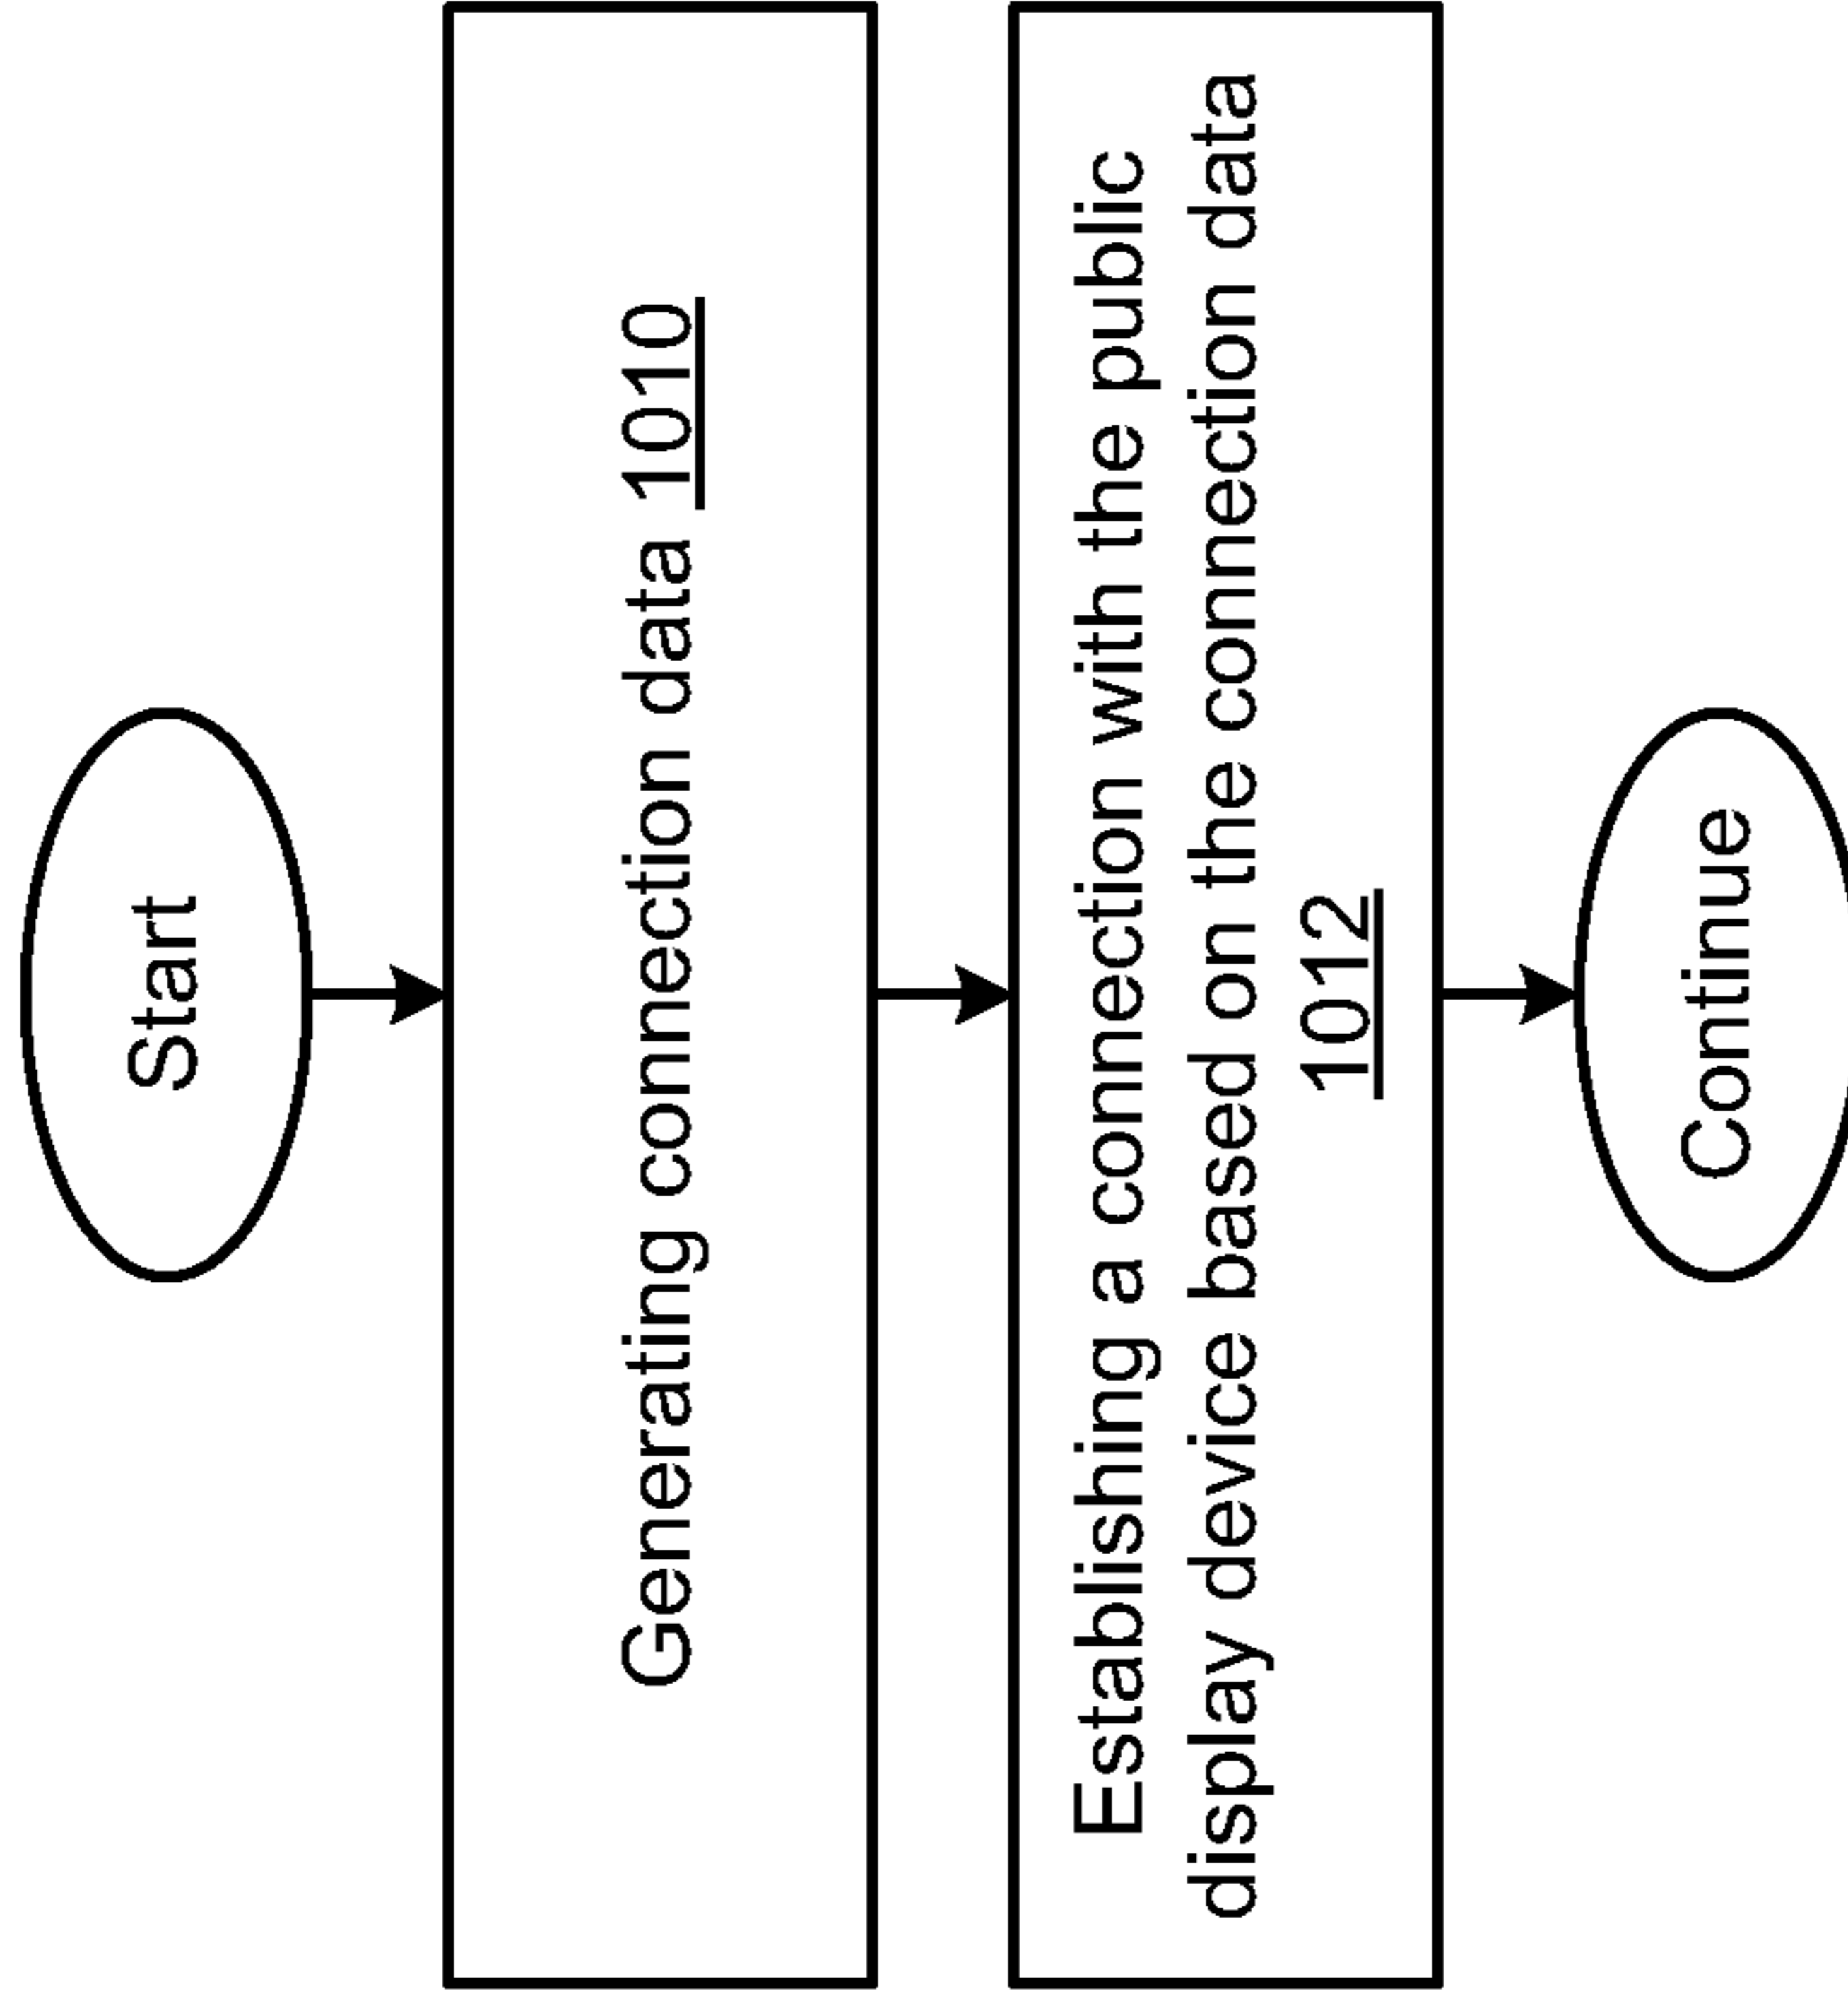 Start
Generating connection data 1010
Establishing a connection with the public
display device based on the connection data
1012
Continue